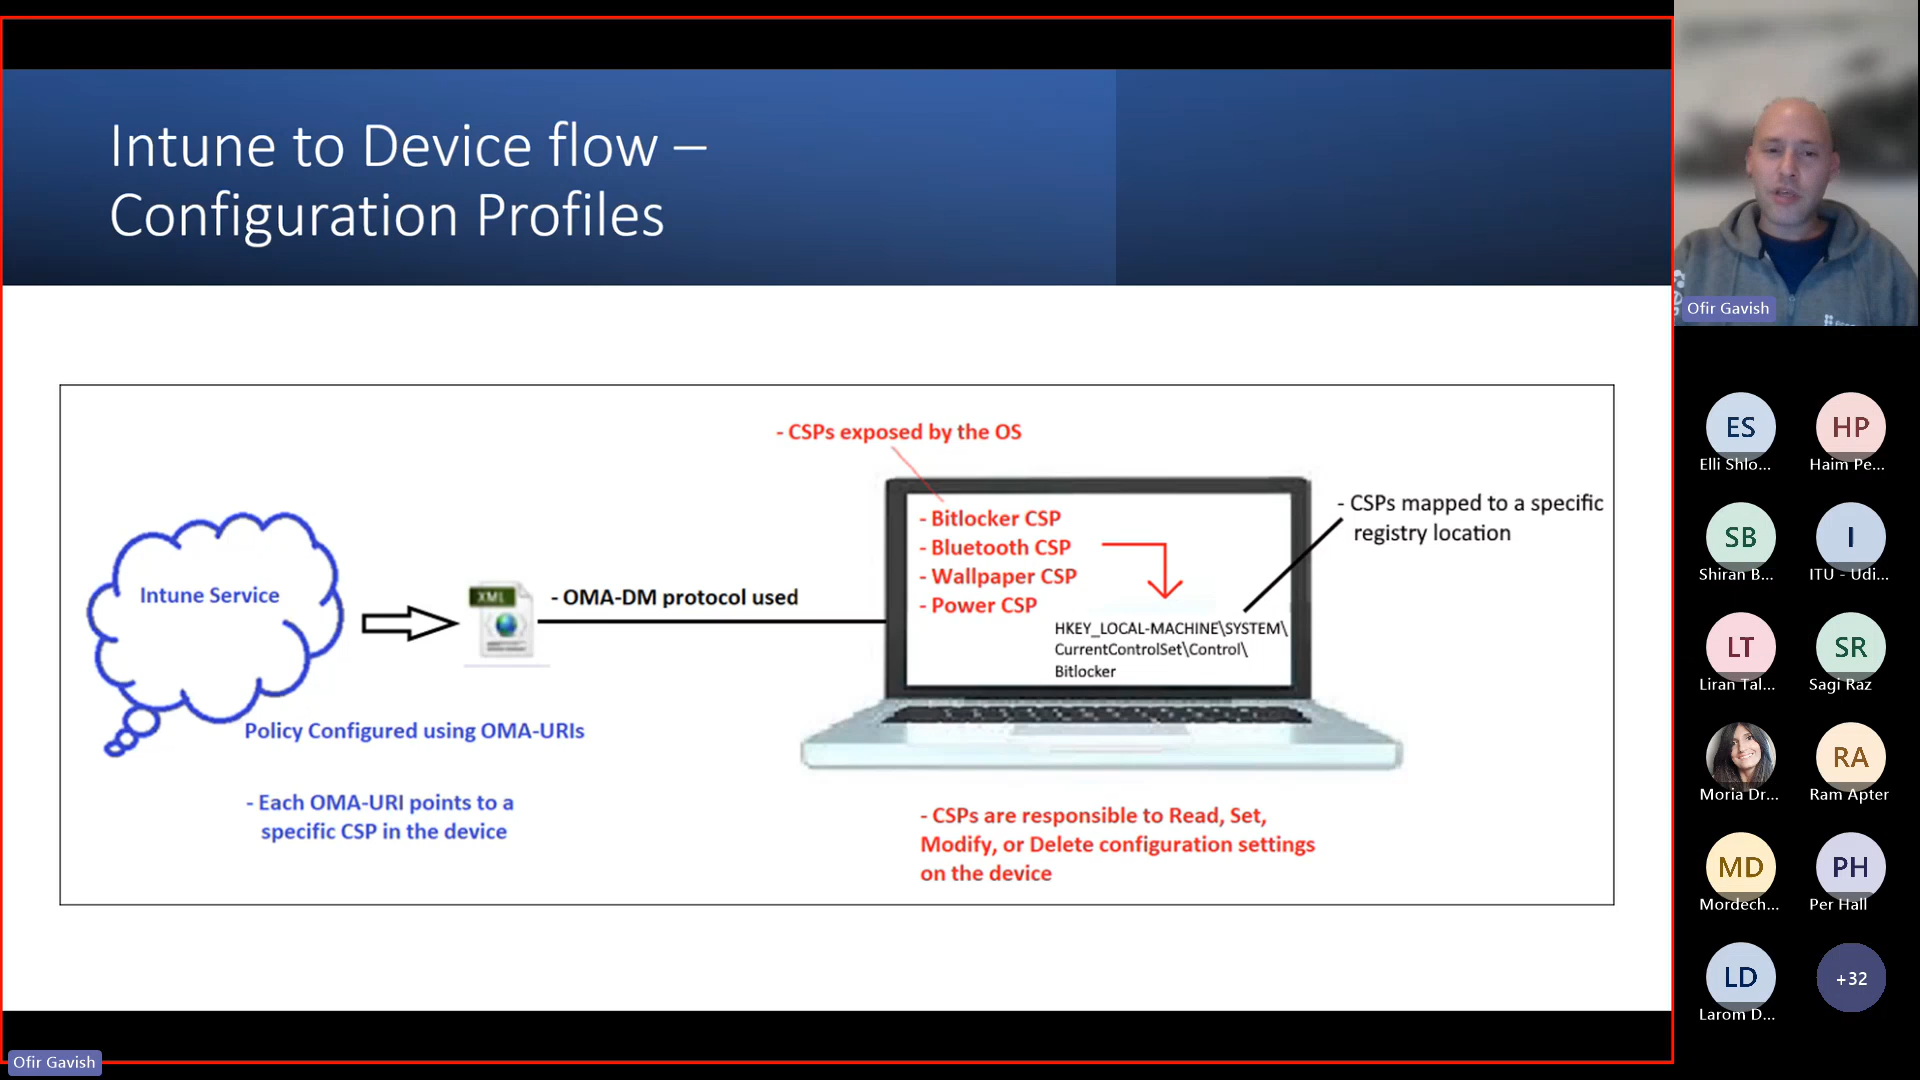 Intune to Device flow –
Configuration Profiles
- CSPs exposed by the OS
- Bitlocker CSP
- Bluetooth CSP
- Wallpaper CSP
- Power CSP
HKEY_LOCAL-MACHINE\SYSTEM\
CurrentControlSet\Control\
Bitlocker
- CSPs mapped to a specific
registry location
Intune Service
XML
- OMA-DM protocol used
Policy Configured using OMA-URIs
- Each OMA-URI points to a
specific CSP in the device
- CSPs are responsible to Read, Set,
Modify, or Delete configuration settings
on the device
Ofir Gavish
Ofir Gavish
ES
Elli Shlo...
HP
Haim Pe...
SB
Shiran B...
I
ITU - Udi...
LT
Liran Tal...
SR
Sagi Raz
Moria Dr...
RA
Ram Apter
MD
Mordech...
PH
Per Hall
LD
Larom D...
+32